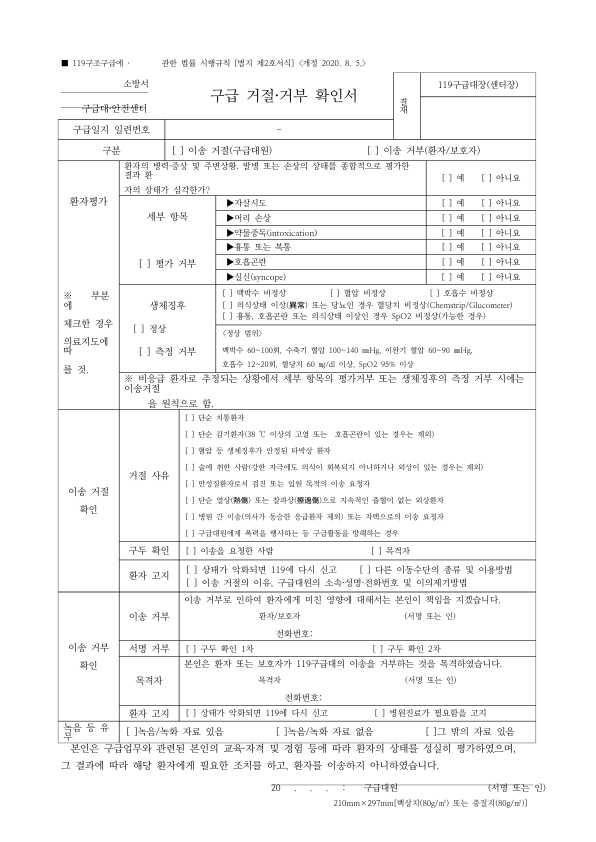 ■ 119구조구급에 · 관한 법률 시행규칙 [별지 제2호서식] <개정 2020. 8. 5.>
소방서
구급대·안전센터
구급 거절·거부 확인서
결재
119구급대장(센터장)
구급일지 일련번호
－
구분
[ ] 이송 거절(구급대원) [ ] 이송 거부(환자/보호자)
환자평가
※ 부분에
체크한 경우
의료지도에 따
를 것.
환자의 병력·증상 및 주변상황, 발병 또는 손상의 상태를 종합적으로 평가한 결과 환
자의 상태가 심각한가?
[ ] 예 [ ] 아니요
세부 항목
[ ] 평가 거부
▶자살시도 [ ] 예 [ ] 아니요
▶머리 손상 [ ] 예 [ ] 아니요
▶약물중독(intoxication) [ ] 예 [ ] 아니요
▶흉통 또는 복통 [ ] 예 [ ] 아니요
▶호흡곤란 [ ] 예 [ ] 아니요
▶실신(syncope) [ ] 예 [ ] 아니요
생체징후
[ ] 정상
[ ] 측정 거부
[ ] 맥박수 비정상 [ ] 혈압 비정상 [ ] 호흡수 비정상
[ ] 의식상태 이상(異常) 또는 당뇨인 경우 혈당치 비정상(Chemstrip/Glucometer)
[ ] 흉통, 호흡곤란 또는 의식상태 이상인 경우 SpO2 비정상(가능한 경우)
<정상 범위>
맥박수 60~100회, 수축기 혈압 100~140 ㎜Hg, 이완기 혈압 60~90 ㎜Hg,
호흡수 12~20회, 혈당치 60 ㎎/dl 이상, SpO2 95% 이상
※ 비응급 환자로 추정되는 상황에서 세부 항목의 평가거부 또는 생체징후의 측정 거부 시에는 이송거절
을 원칙으로 함.
이송 거절
확인
거절 사유
[ ] 단순 치통환자
[ ] 단순 감기환자(38 ℃ 이상의 고열 또는 호흡곤란이 있는 경우는 제외)
[ ] 혈압 등 생체징후가 안정된 타박상 환자
[ ] 술에 취한 사람(강한 자극에도 의식이 회복되지 아니하거나 외상이 있는 경우는 제외)
[ ] 만성질환자로서 검진 또는 입원 목적의 이송 요청자
[ ] 단순 열상(熱傷) 또는 찰과상(擦過傷)으로 지속적인 출혈이 없는 외상환자
[ ] 병원 간 이송(의사가 동승한 응급환자 제외) 또는 자택으로의 이송 요청자
[ ] 구급대원에게 폭력을 행사하는 등 구급활동을 방해하는 경우
구두 확인
[ ] 이송을 요청한 사람 [ ] 목격자
환자 고지
[ ] 상태가 악화되면 119에 다시 신고 [ ] 다른 이동수단의 종류 및 이용방법
[ ] 이송 거절의 이유, 구급대원의 소속·성명·전화번호 및 이의제기방법
이송 거부
확인
이송 거부
이송 거부로 인하여 환자에게 미친 영향에 대해서는 본인이 책임을 지겠습니다.
환자/보호자 (서명 또는 인)
전화번호:
서명 거부
[ ] 구두 확인 1차 [ ] 구두 확인 2차
목격자
본인은 환자 또는 보호자가 119구급대의 이송을 거부하는 것을 목격하였습니다.
목격자 (서명 또는 인)
전화번호:
환자 고지
[ ] 상태가 악화되면 119에 다시 신고 [ ] 병원진료가 필요함을 고지
녹음 등 유무
[ ]녹음/녹화 자료 있음 [ ]녹음/녹화 자료 없음 [ ]그 밖의 자료 있음
본인은 구급업무와 관련된 본인의 교육·자격 및 경험 등에 따라 환자의 상태를 성실히 평가하였으며,
그 결과에 따라 해당 환자에게 필요한 조치를 하고, 환자를 이송하지 아니하였습니다.
20 . . . : 구급대원 (서명 또는 인)
210mm×297mm[백상지(80g/㎡) 또는 중질지(80g/㎡)]